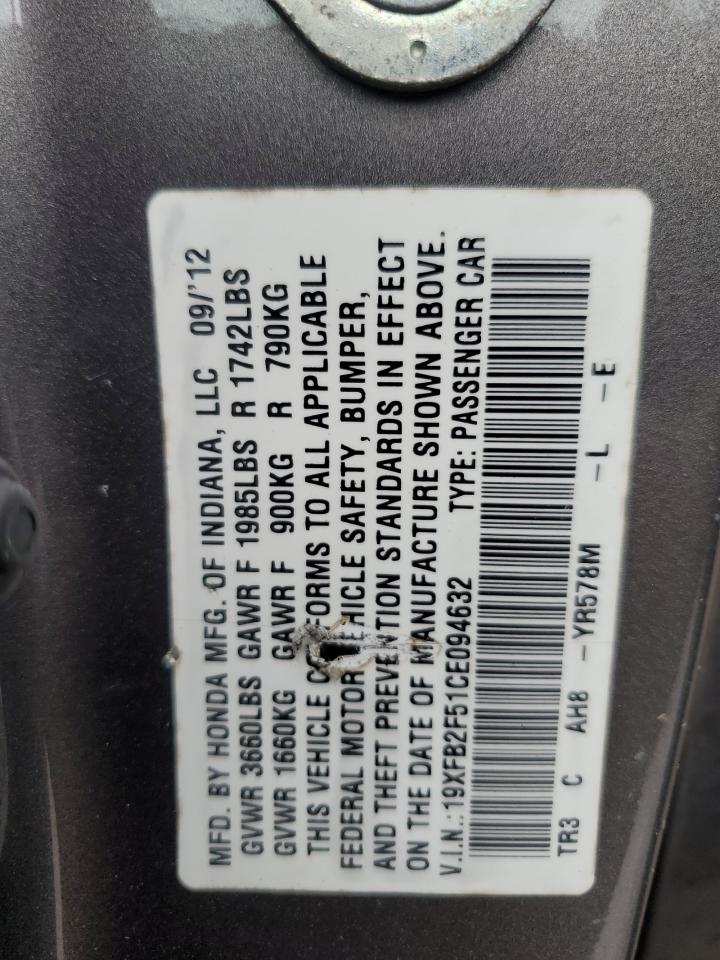 MFD. BY HONDA MFG. OF INDIANA, LLC 09/'12
GVWR 3660LBS GAWR F 1985LBS R 1742LBS
GVWR 1660KG GAWR F 900KG R 790KG
THIS VEHICLE C FORMS TO ALL APPLICABLE
FEDERAL MOTOR VEHICLE SAFETY, BUMPER,
AND THEFT PREVENTION STANDARDS IN EFFECT
ON THE DATE OF MANUFACTURE SHOWN ABOVE.
V.I.N.:19XFB2F51CE094632 TYPE: PASSENGER CAR
TR3 C AH8 -YR578M -L -E